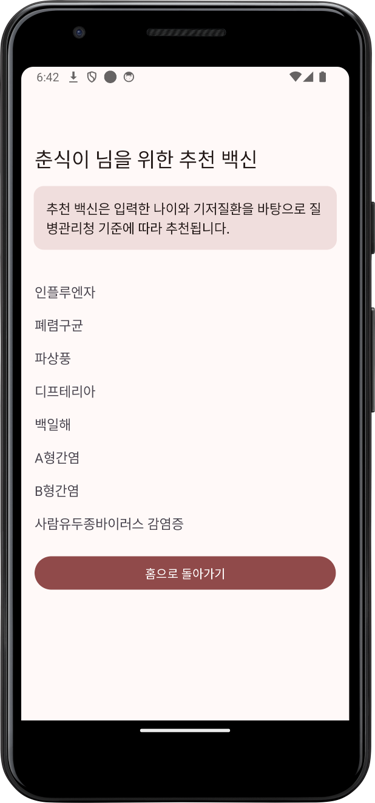 6:42
춘식이 님을 위한 추천 백신
추천 백신은 입력한 나이와 기저질환을 바탕으로 질
병관리청 기준에 따라 추천됩니다.
인플루엔자
폐렴구균
파상풍
디프테리아
백일해
A형간염
B형간염
사람유두종바이러스 감염증
홈으로 돌아가기